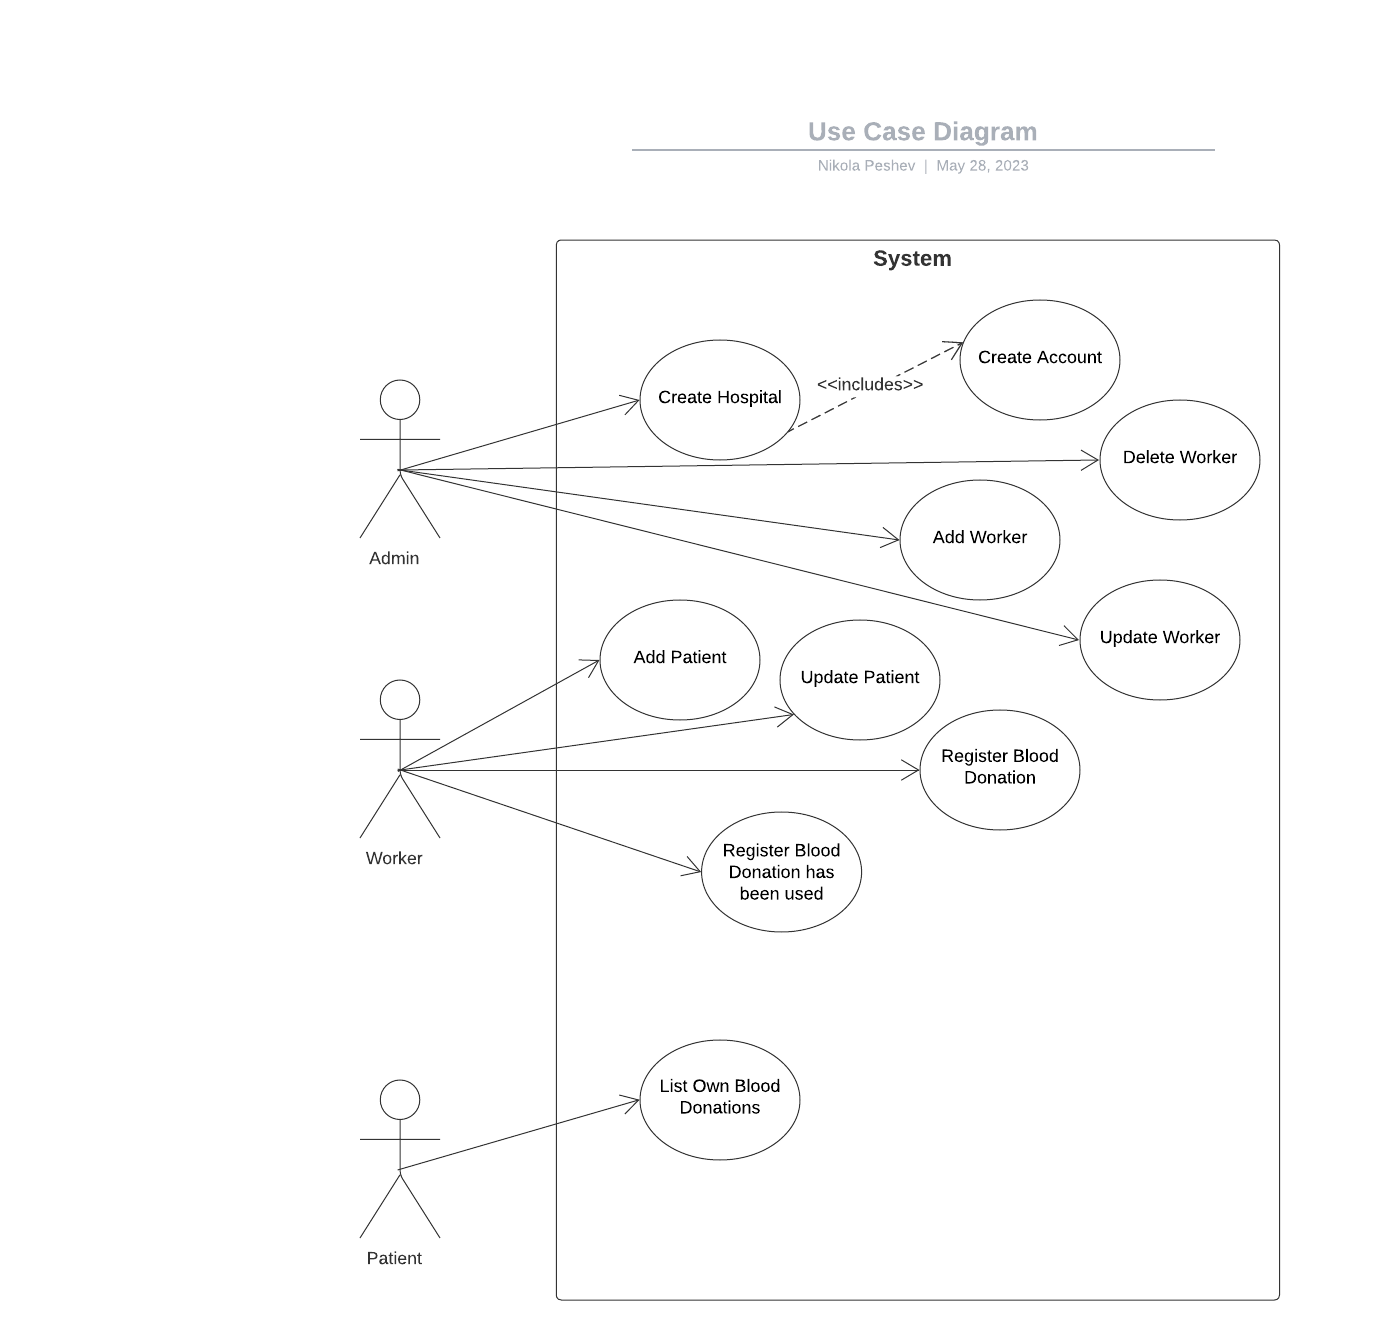 Use Case Diagram
Nikola Peshev | May 28, 2023
System
Create Account
Create Hospital
<<includes>>
Delete Worker
Add Worker
Admin
Update Worker
Add Patient
Update Patient
Register Blood
Donation
Worker
Register Blood
Donation has
been used
List Own Blood
Donations
Patient